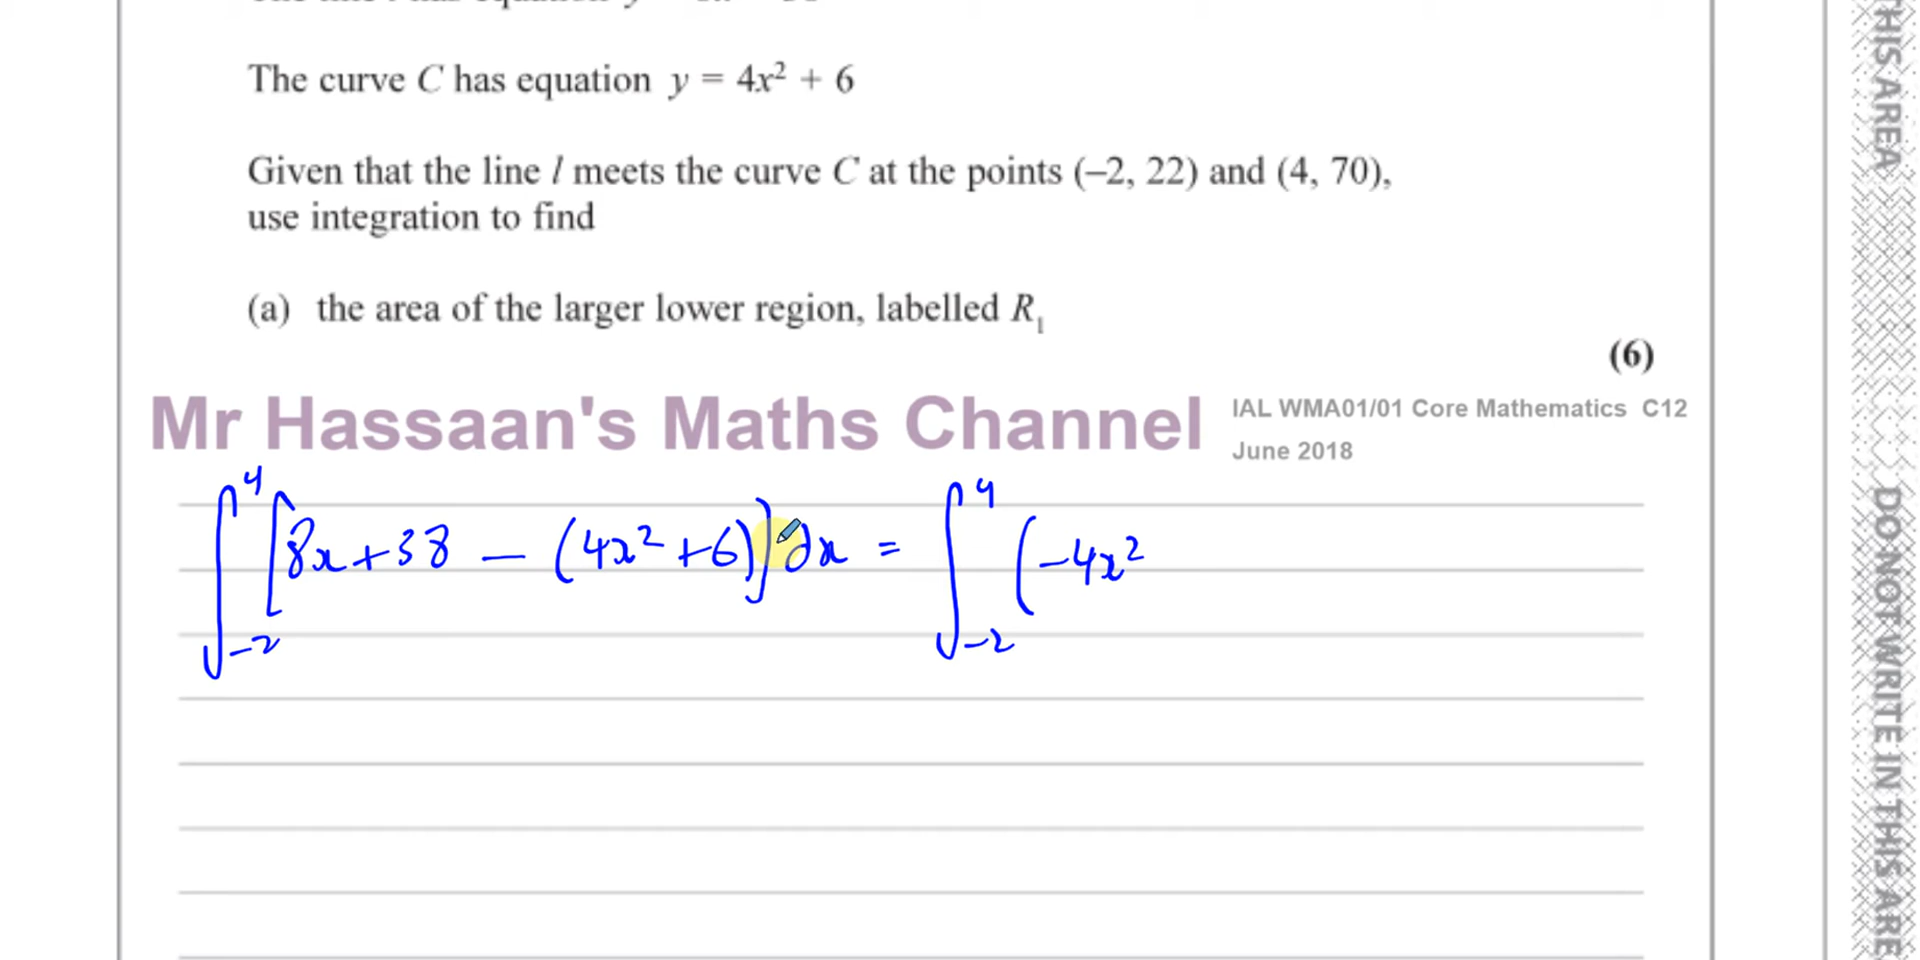 The curve C has equation y = 4x² + 6
Given that the line l meets the curve C at the points (–2, 22) and (4, 70),
use integration to find
(a) the area of the larger lower region, labelled R₁
(6)
Mr Hassaan's Maths Channel
IAL WMA01/01 Core Mathematics C12
June 2018
∫₋₂⁴ [8x+38 − (4x²+6)] dx = ∫₋₂⁴ (−4x²
THIS AREA
DO NOT WRITE IN THIS ARE